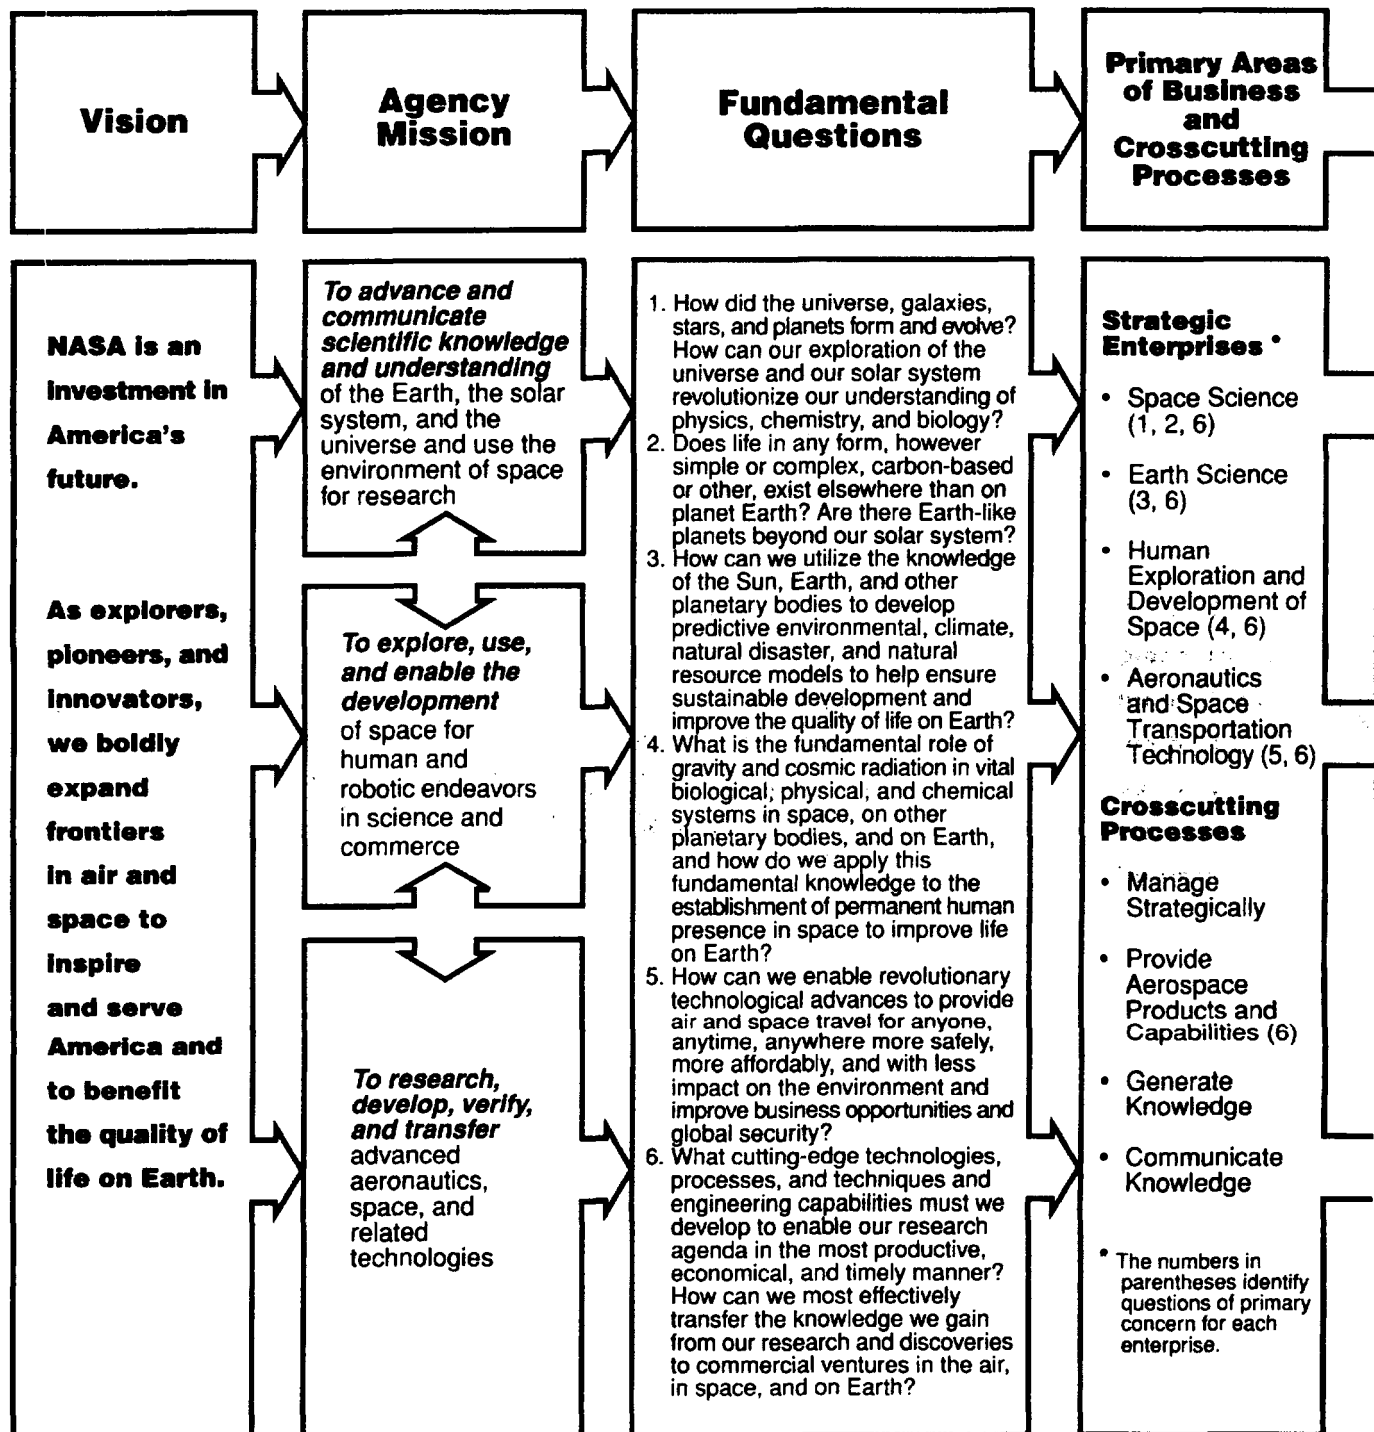 Vision
Agency
Mission
Fundamental
Questions
Primary Areas
of Business
and
Crosscutting
Processes
NASA is an
investment in
America's
future.
As explorers,
pioneers, and
innovators,
we boldly
expand
frontiers
in air and
space to
inspire
and serve
America and
to benefit
the quality of
life on Earth.
To advance and
communicate
scientific knowledge
and understanding
of the Earth, the solar
system, and the
universe and use the
environment of space
for research
To explore, use,
and enable the
development
of space for
human and
robotic endeavors
in science and
commerce
To research,
develop, verify,
and transfer
advanced
aeronautics,
space, and
related
technologies
1. How did the universe, galaxies,
stars, and planets form and evolve?
How can our exploration of the
universe and our solar system
revolutionize our understanding of
physics, chemistry, and biology?
2. Does life in any form, however
simple or complex, carbon-based
or other, exist elsewhere than on
planet Earth? Are there Earth-like
planets beyond our solar system?
3. How can we utilize the knowledge
of the Sun, Earth, and other
planetary bodies to develop
predictive environmental, climate,
natural disaster, and natural
resource models to help ensure
sustainable development and
improve the quality of life on Earth?
4. What is the fundamental role of
gravity and cosmic radiation in vital
biological, physical, and chemical
systems in space, on other
planetary bodies, and on Earth,
and how do we apply this
fundamental knowledge to the
establishment of permanent human
presence in space to improve life
on Earth?
5. How can we enable revolutionary
technological advances to provide
air and space travel for anyone,
anytime, anywhere more safely,
more affordably, and with less
impact on the environment and
improve business opportunities and
global security?
6. What cutting-edge technologies,
processes, and techniques and
engineering capabilities must we
develop to enable our research
agenda in the most productive,
economical, and timely manner?
How can we most effectively
transfer the knowledge we gain
from our research and discoveries
to commercial ventures in the air,
in space, and on Earth?
Strategic
Enterprises *
• Space Science
(1, 2, 6)
• Earth Science
(3, 6)
• Human
Exploration and
Development of
Space (4, 6)
• Aeronautics
and Space
Transportation
Technology (5, 6)
Crosscutting
Processes
• Manage
Strategically
• Provide
Aerospace
Products and
Capabilities (6)
• Generate
Knowledge
• Communicate
Knowledge
* The numbers in
parentheses identify
questions of primary
concern for each
enterprise.